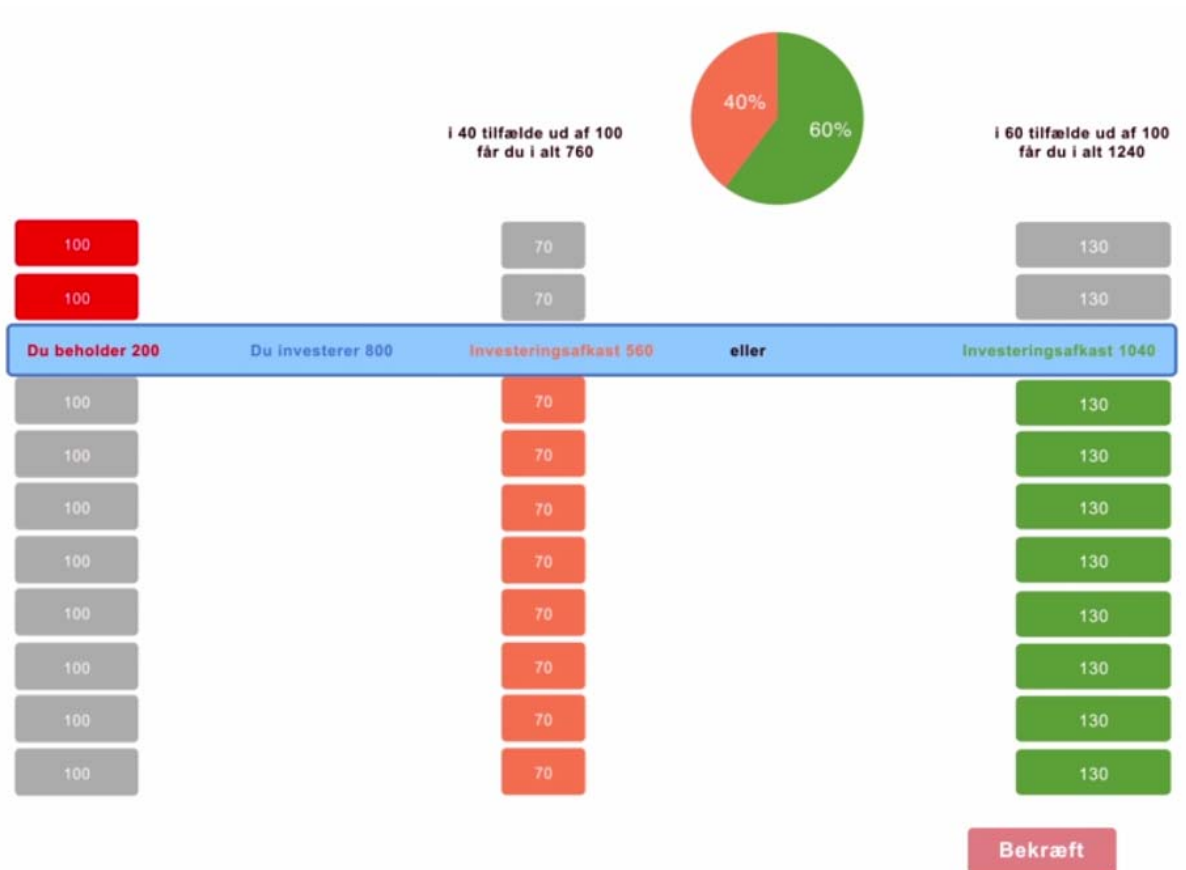 40%
60%
i 40 tilfælde ud af 100
får du i alt 760
i 60 tilfælde ud af 100
får du i alt 1240
100 70 130
100 70 130
Du beholder 200 Du investerer 800 Investeringsafkast 560 eller Investeringsafkast 1040
100 70 130
100 70 130
100 70 130
100 70 130
100 70 130
100 70 130
100 70 130
100 70 130
Bekræft